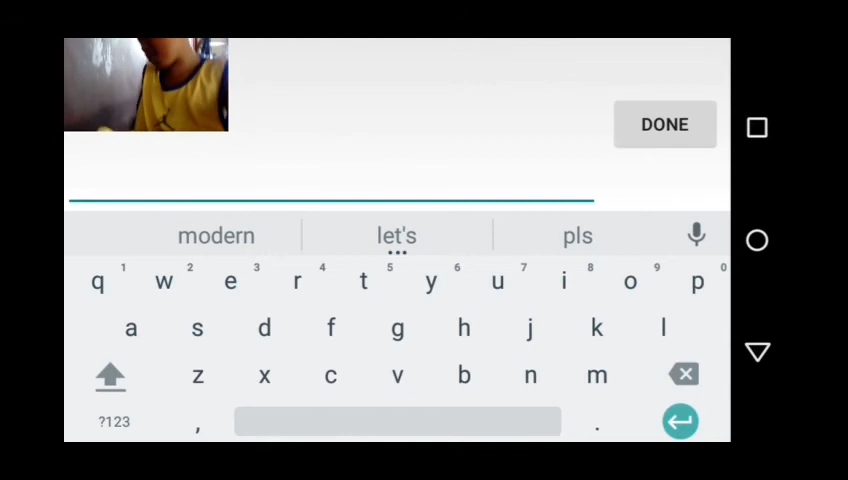 DONE
modern let's pls
q 1 w 2 e 3 r 4 t 5 y 6 u 7 i 8 o 9 p 0
a s d f g h j k l
z x c v b n m
?123 , .